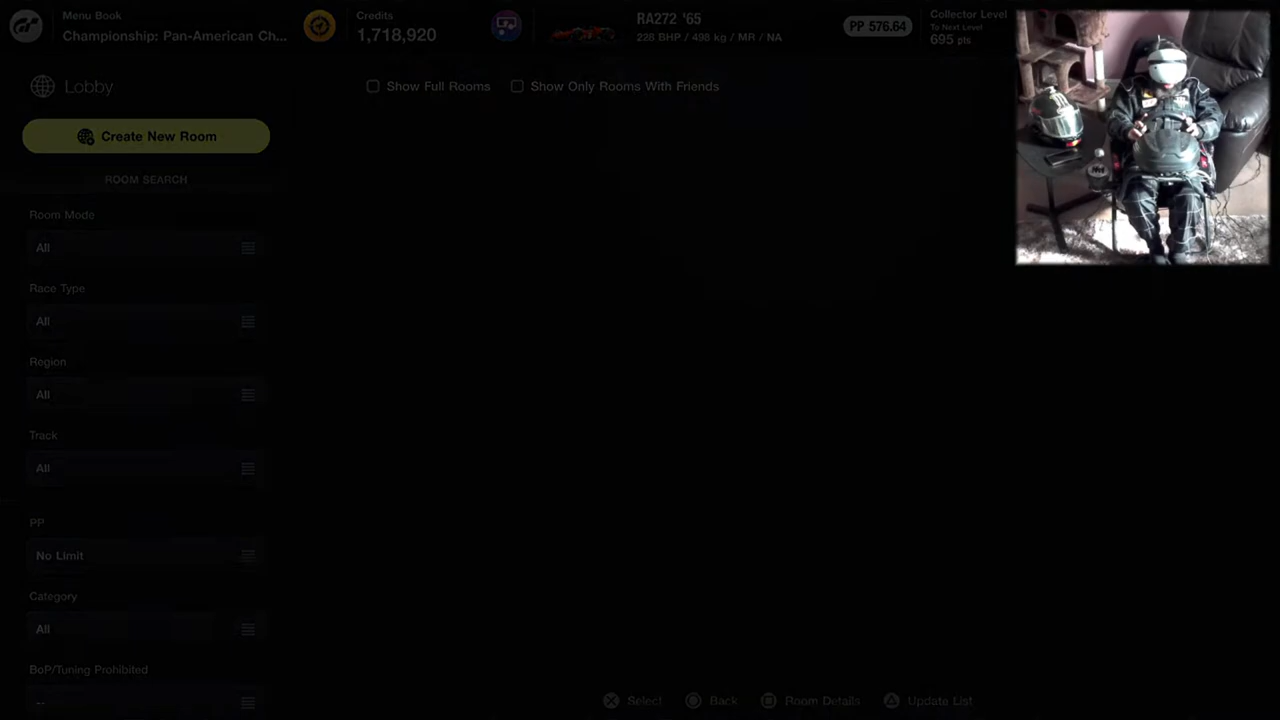 Menu Book
Championship: Pan-American Ch...
Credits
1,718,920
RA272 '65
228 BHP / 498 kg / MR / NA
PP 576.64
Collector Level
To Next Level
695 pts
Lobby
Show Full Rooms
Show Only Rooms With Friends
Create New Room
ROOM SEARCH
Room Mode
All
Race Type
All
Region
All
Track
All
PP
No Limit
Category
All
BoP/Tuning Prohibited
--
Select
Back
Room Details
Update List